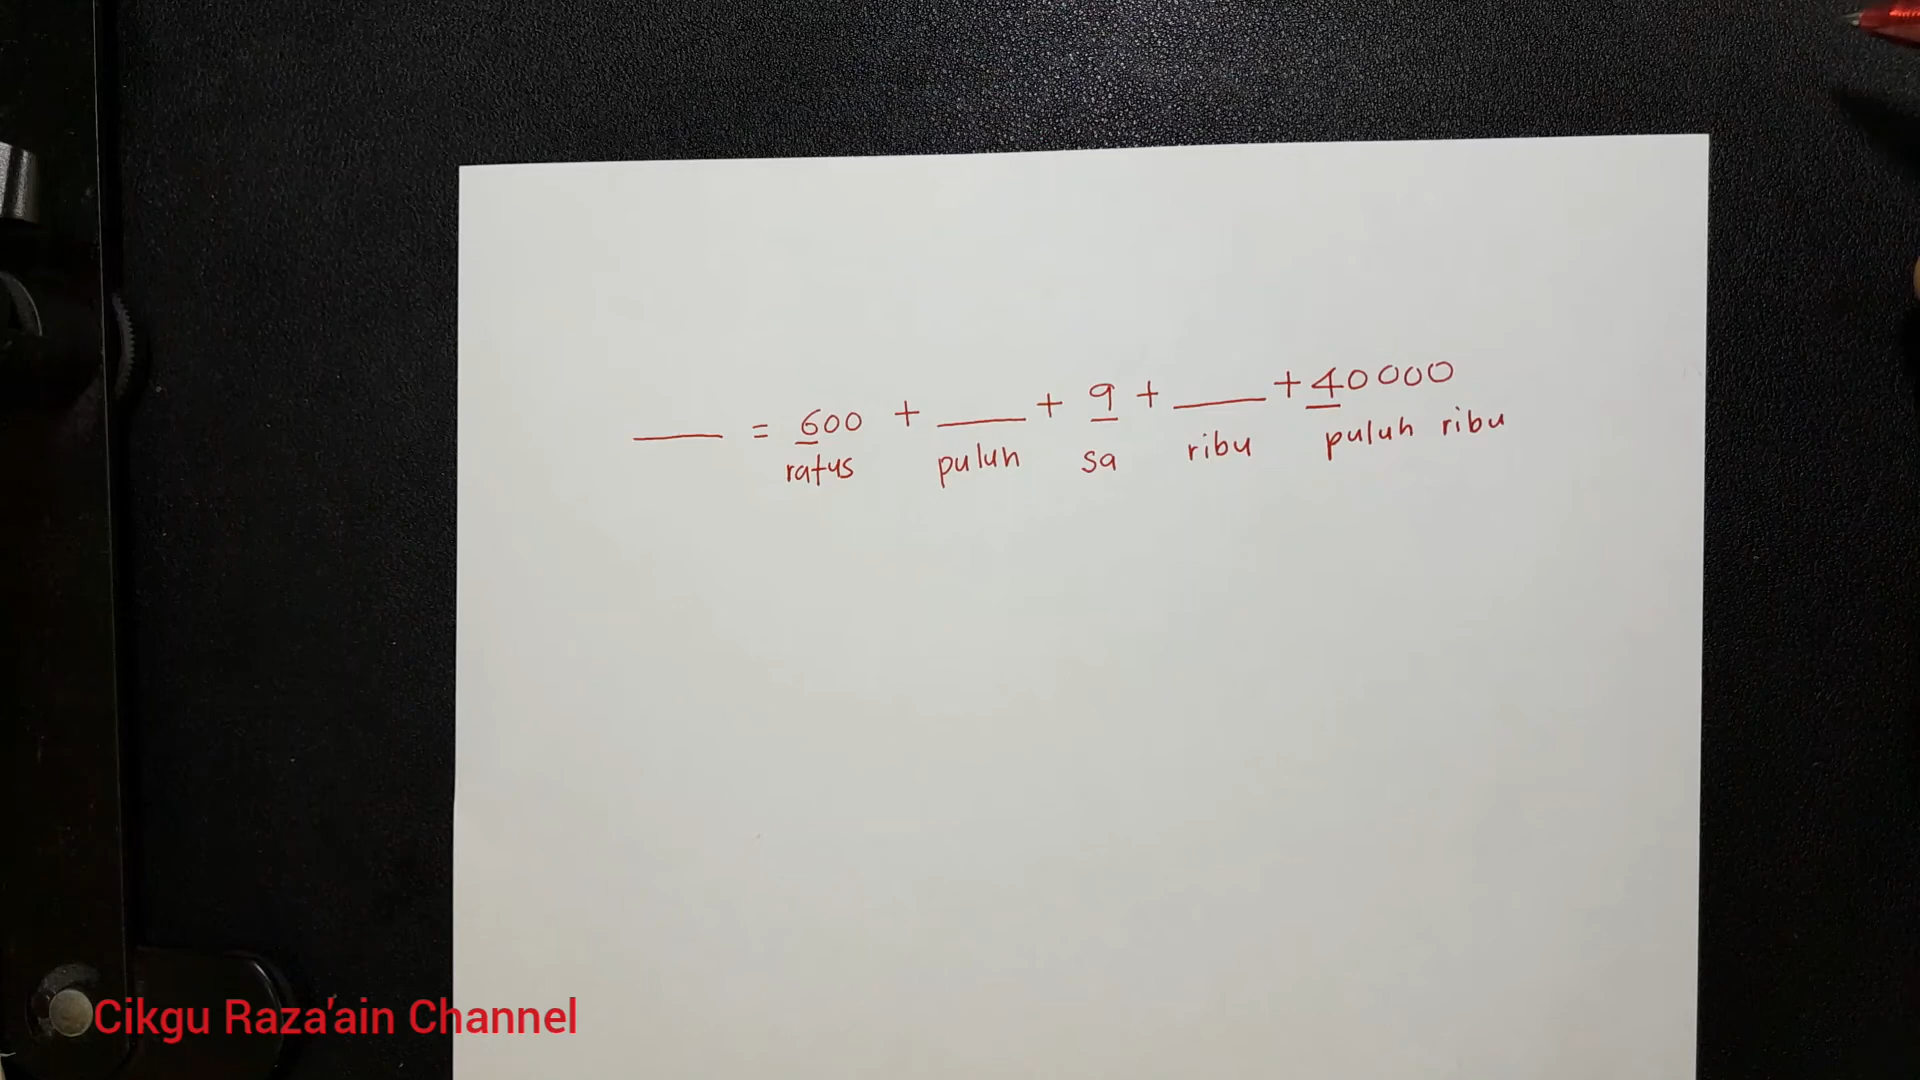 ____ = 600 + ____ + 9 + ____ + 40000
ratus puluh sa ribu puluh ribu
Cikgu Raza'ain Channel